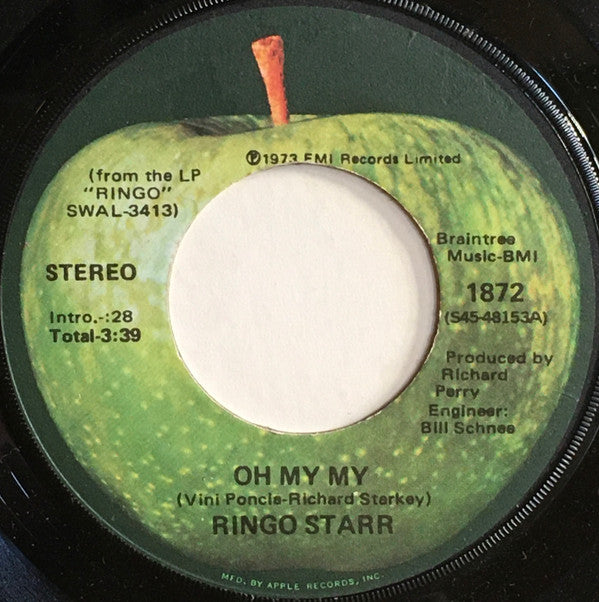 ℗1973 EMI Records Limited
(from the LP
"RINGO"
SWAL-3413)
STEREO
Intro.-:28
Total-3:39
Braintree
Music-BMI
1872
(S45-48153A)
Produced by
Richard
Perry
Engineer:
Bill Schnee
OH MY MY
(Vini Poncia-Richard Starkey)
RINGO STARR
MFD. BY APPLE RECORDS, INC.